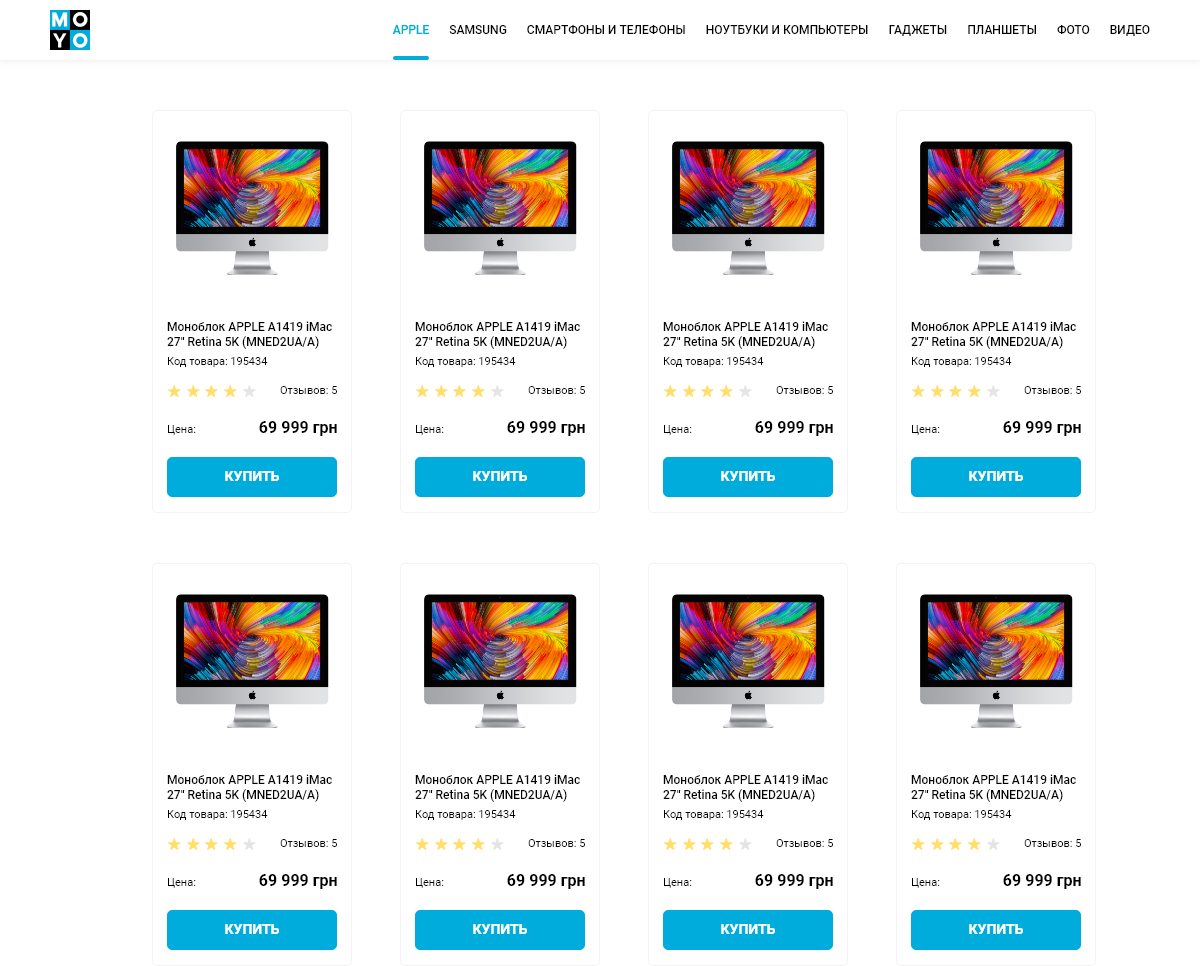 MO
YO
APPLE SAMSUNG СМАРТФОНЫ И ТЕЛЕФОНЫ НОУТБУКИ И КОМПЬЮТЕРЫ ГАДЖЕТЫ ПЛАНШЕТЫ ФОТО ВИДЕО
Моноблок APPLE A1419 iMac
27" Retina 5K (MNED2UA/A)
Код товара: 195434
Отзывов: 5
Цена: 69 999 грн
КУПИТЬ
Моноблок APPLE A1419 iMac
27" Retina 5K (MNED2UA/A)
Код товара: 195434
Отзывов: 5
Цена: 69 999 грн
КУПИТЬ
Моноблок APPLE A1419 iMac
27" Retina 5K (MNED2UA/A)
Код товара: 195434
Отзывов: 5
Цена: 69 999 грн
КУПИТЬ
Моноблок APPLE A1419 iMac
27" Retina 5K (MNED2UA/A)
Код товара: 195434
Отзывов: 5
Цена: 69 999 грн
КУПИТЬ
Моноблок APPLE A1419 iMac
27" Retina 5K (MNED2UA/A)
Код товара: 195434
Отзывов: 5
Цена: 69 999 грн
КУПИТЬ
Моноблок APPLE A1419 iMac
27" Retina 5K (MNED2UA/A)
Код товара: 195434
Отзывов: 5
Цена: 69 999 грн
КУПИТЬ
Моноблок APPLE A1419 iMac
27" Retina 5K (MNED2UA/A)
Код товара: 195434
Отзывов: 5
Цена: 69 999 грн
КУПИТЬ
Моноблок APPLE A1419 iMac
27" Retina 5K (MNED2UA/A)
Код товара: 195434
Отзывов: 5
Цена: 69 999 грн
КУПИТЬ